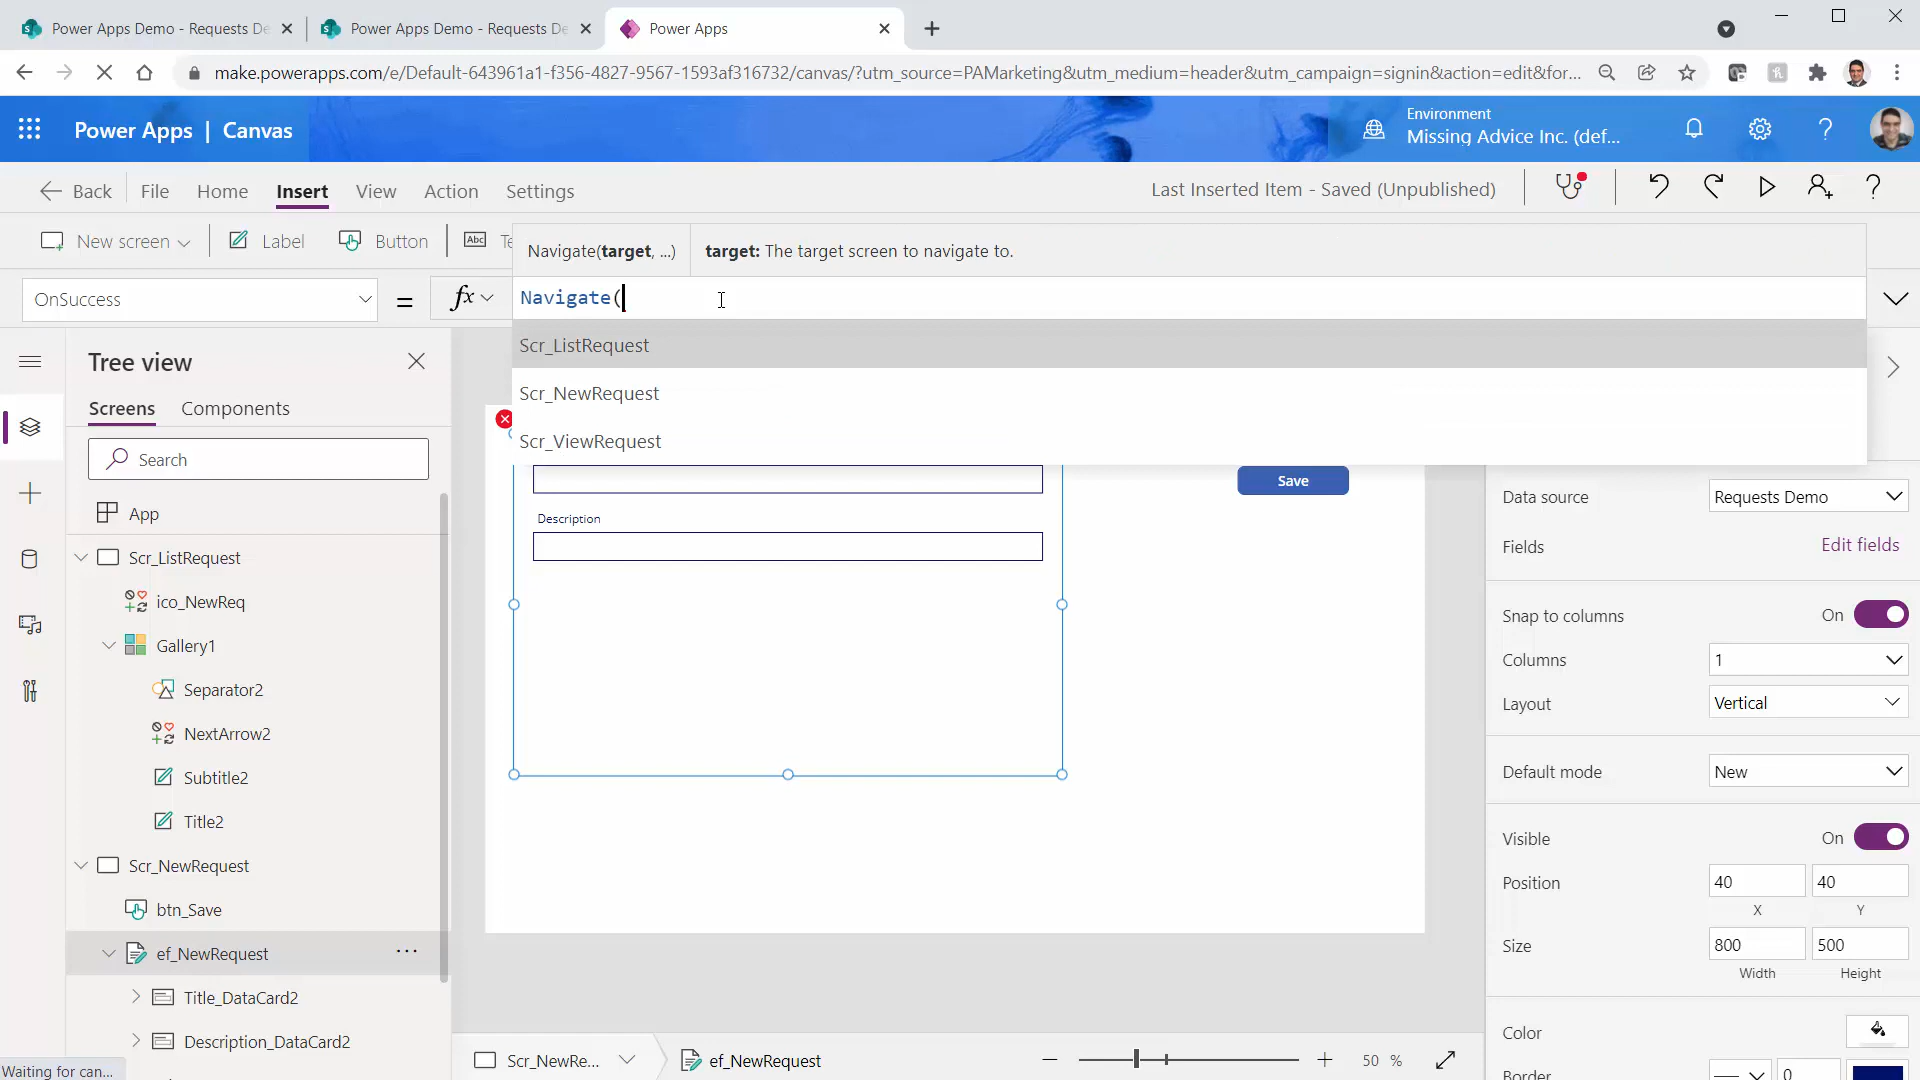 Power Apps Demo - Requests De
Power Apps Demo - Requests De
Power Apps
make.powerapps.com/e/Default-643961a1-f356-4827-9567-1593af316732/canvas/?utm_source=PAMarketing&utm_medium=header&utm_campaign=signin&action=edit&for...
Power Apps | Canvas
Environment
Missing Advice Inc. (def...
Back File Home Insert View Action Settings
Last Inserted Item - Saved (Unpublished)
New screen Label Button Abc Te
Navigate(target, ...) target: The target screen to navigate to.
OnSuccess = fx Navigate(
Scr_ListRequest
Scr_NewRequest
Scr_ViewRequest
Tree view
Screens Components
Search
App
Scr_ListRequest
ico_NewReq
Gallery1
Separator2
NextArrow2
Subtitle2
Title2
Scr_NewRequest
btn_Save
ef_NewRequest
Title_DataCard2
Description_DataCard2
Waiting for can...
Save
Description
Data source Requests Demo
Fields Edit fields
Snap to columns On
Columns 1
Layout Vertical
Default mode New
Visible On
Position 40 40
X Y
Size 800 500
Width Height
Color
Border 0
Scr_NewRe... ef_NewRequest
50 %